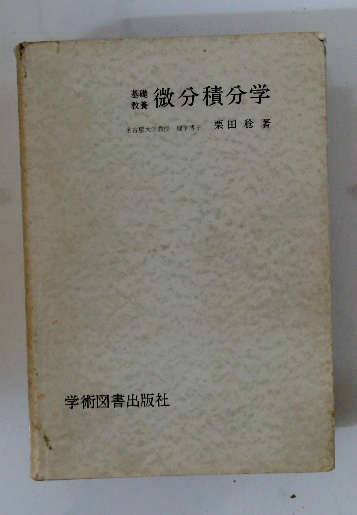 基礎
教養 微分積分学
名古屋大学教授 理学博士 栗田 稔 著
学術図書出版社